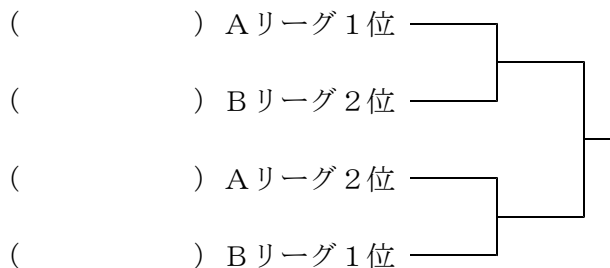 （　　　　　） Ａリーグ１位
（　　　　　） Ｂリーグ２位
（　　　　　） Ａリーグ２位
（　　　　　） Ｂリーグ１位